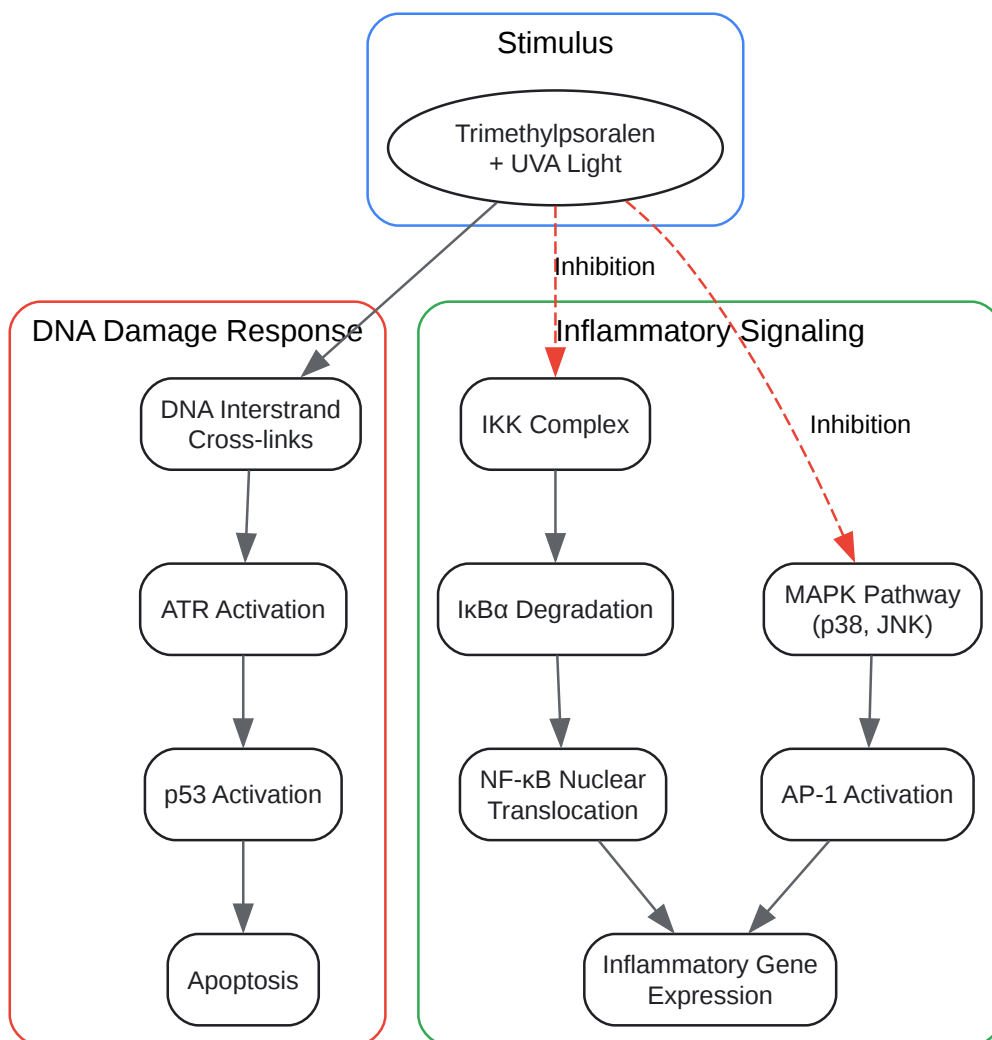 Stimulus
Trimethylpsoralen
+ UVA Light
Inhibition
DNA Damage Response
Inflammatory Signaling
DNA Interstrand
Cross-links
IKK Complex
Inhibition
ATR Activation
IκBα Degradation
MAPK Pathway
(p38, JNK)
p53 Activation
NF-κB Nuclear
Translocation
AP-1 Activation
Apoptosis
Inflammatory Gene
Expression